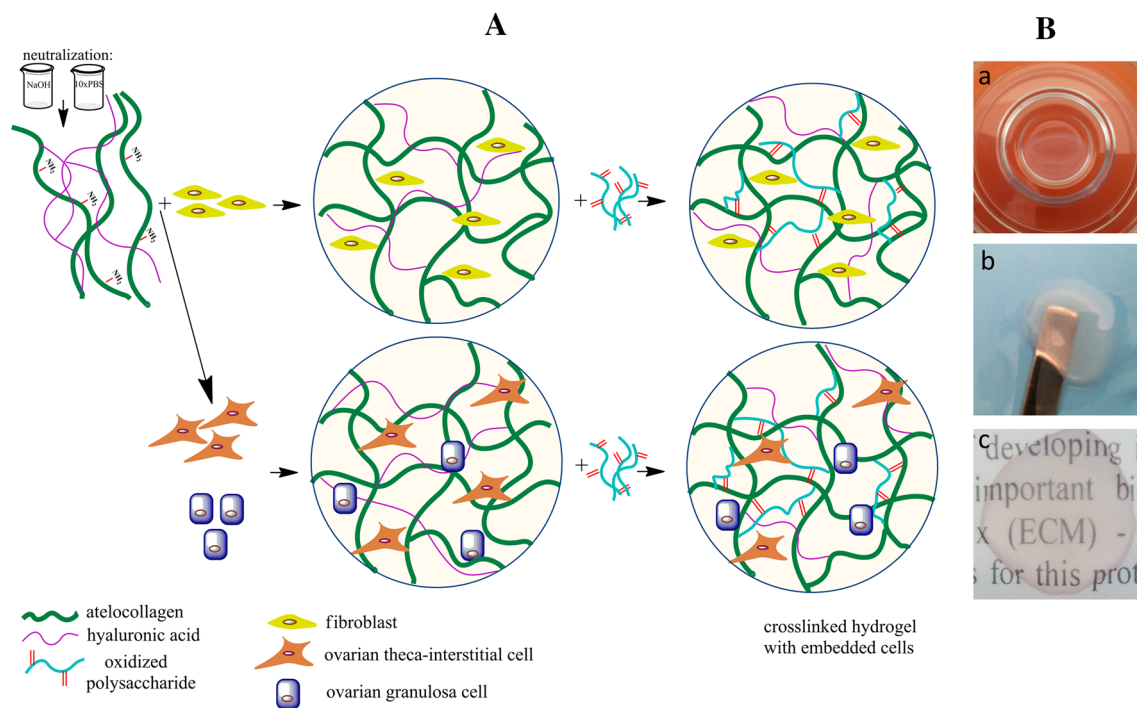 A
B
neutralization:
NaOH
10xPBS
NH2
NH2
NH2
NH2
NH2
NH2
+
+
+
a
b
c
developing
important bi
x (ECM) -
s for this prot
atelocollagen
hyaluronic acid
oxidized
polysaccharide
fibroblast
ovarian theca-interstitial cell
ovarian granulosa cell
crosslinked hydrogel
with embedded cells